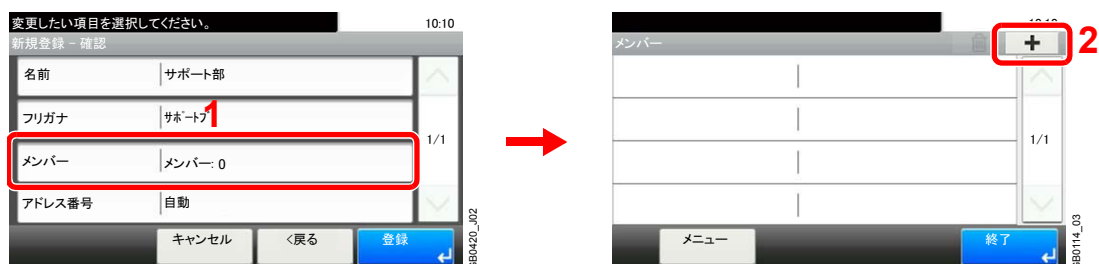 変更したい項目を選択してください。 10:10
新規登録 - 確認
名前 サポート部
フリガナ ｻﾎﾟｰﾄﾌﾞ
1
メンバー メンバー: 0
1/1
アドレス番号 自動
キャンセル <戻る 登録
GB0420_J02
10:10
メンバー
+
2
1/1
メニュー 終了
GB0114_03